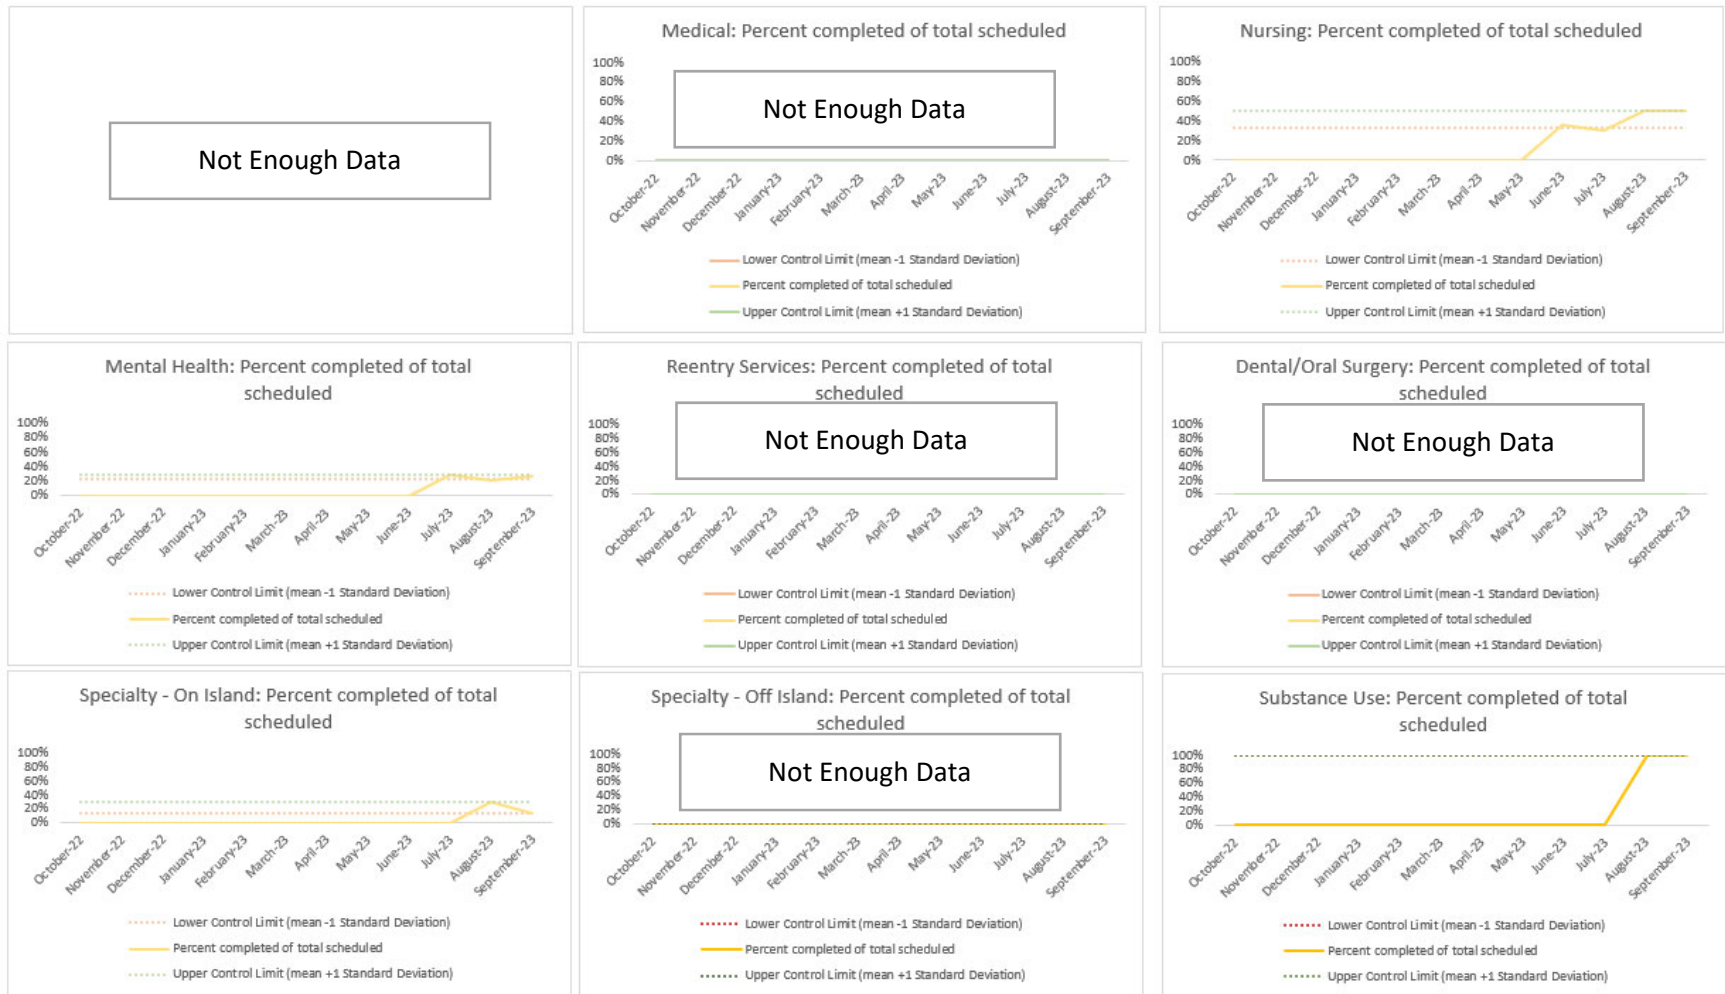 Not Enough Data
Medical: Percent completed of total scheduled
100%
80%
60%
40%
20%
0%
Not Enough Data
October-22
November-22
December-22
January-23
February-23
March-23
April-23
May-23
June-23
July-23
August-23
September-23
Lower Control Limit (mean -1 Standard Deviation)
Percent completed of total scheduled
Upper Control Limit (mean +1 Standard Deviation)
Nursing: Percent completed of total scheduled
100%
80%
60%
40%
20%
0%
October-22
November-22
December-22
January-23
February-23
March-23
April-23
May-23
June-23
July-23
August-23
September-23
Lower Control Limit (mean -1 Standard Deviation)
Percent completed of total scheduled
Upper Control Limit (mean +1 Standard Deviation)
Mental Health: Percent completed of total
scheduled
100%
80%
60%
40%
20%
0%
October-22
November-22
December-22
January-23
February-23
March-23
April-23
May-23
June-23
July-23
August-23
September-23
Lower Control Limit (mean -1 Standard Deviation)
Percent completed of total scheduled
Upper Control Limit (mean +1 Standard Deviation)
Reentry Services: Percent completed of total
scheduled
100%
80%
60%
40%
20%
0%
Not Enough Data
October-22
November-22
December-22
January-23
February-23
March-23
April-23
May-23
June-23
July-23
August-23
September-23
Lower Control Limit (mean -1 Standard Deviation)
Percent completed of total scheduled
Upper Control Limit (mean +1 Standard Deviation)
Dental/Oral Surgery: Percent completed of total
scheduled
100%
80%
60%
40%
20%
0%
Not Enough Data
October-22
November-22
December-22
January-23
February-23
March-23
April-23
May-23
June-23
July-23
August-23
September-23
Lower Control Limit (mean -1 Standard Deviation)
Percent completed of total scheduled
Upper Control Limit (mean +1 Standard Deviation)
Specialty - On Island: Percent completed of total
scheduled
100%
80%
60%
40%
20%
0%
October-22
November-22
December-22
January-23
February-23
March-23
April-23
May-23
June-23
July-23
August-23
September-23
Lower Control Limit (mean -1 Standard Deviation)
Percent completed of total scheduled
Upper Control Limit (mean +1 Standard Deviation)
Specialty - Off Island: Percent completed of total
scheduled
100%
80%
60%
40%
20%
0%
Not Enough Data
October-22
November-22
December-22
January-23
February-23
March-23
April-23
May-23
June-23
July-23
August-23
September-23
Lower Control Limit (mean -1 Standard Deviation)
Percent completed of total scheduled
Upper Control Limit (mean +1 Standard Deviation)
Substance Use: Percent completed of total
scheduled
100%
80%
60%
40%
20%
0%
October-22
November-22
December-22
January-23
February-23
March-23
April-23
May-23
June-23
July-23
August-23
September-23
Lower Control Limit (mean -1 Standard Deviation)
Percent completed of total scheduled
Upper Control Limit (mean +1 Standard Deviation)